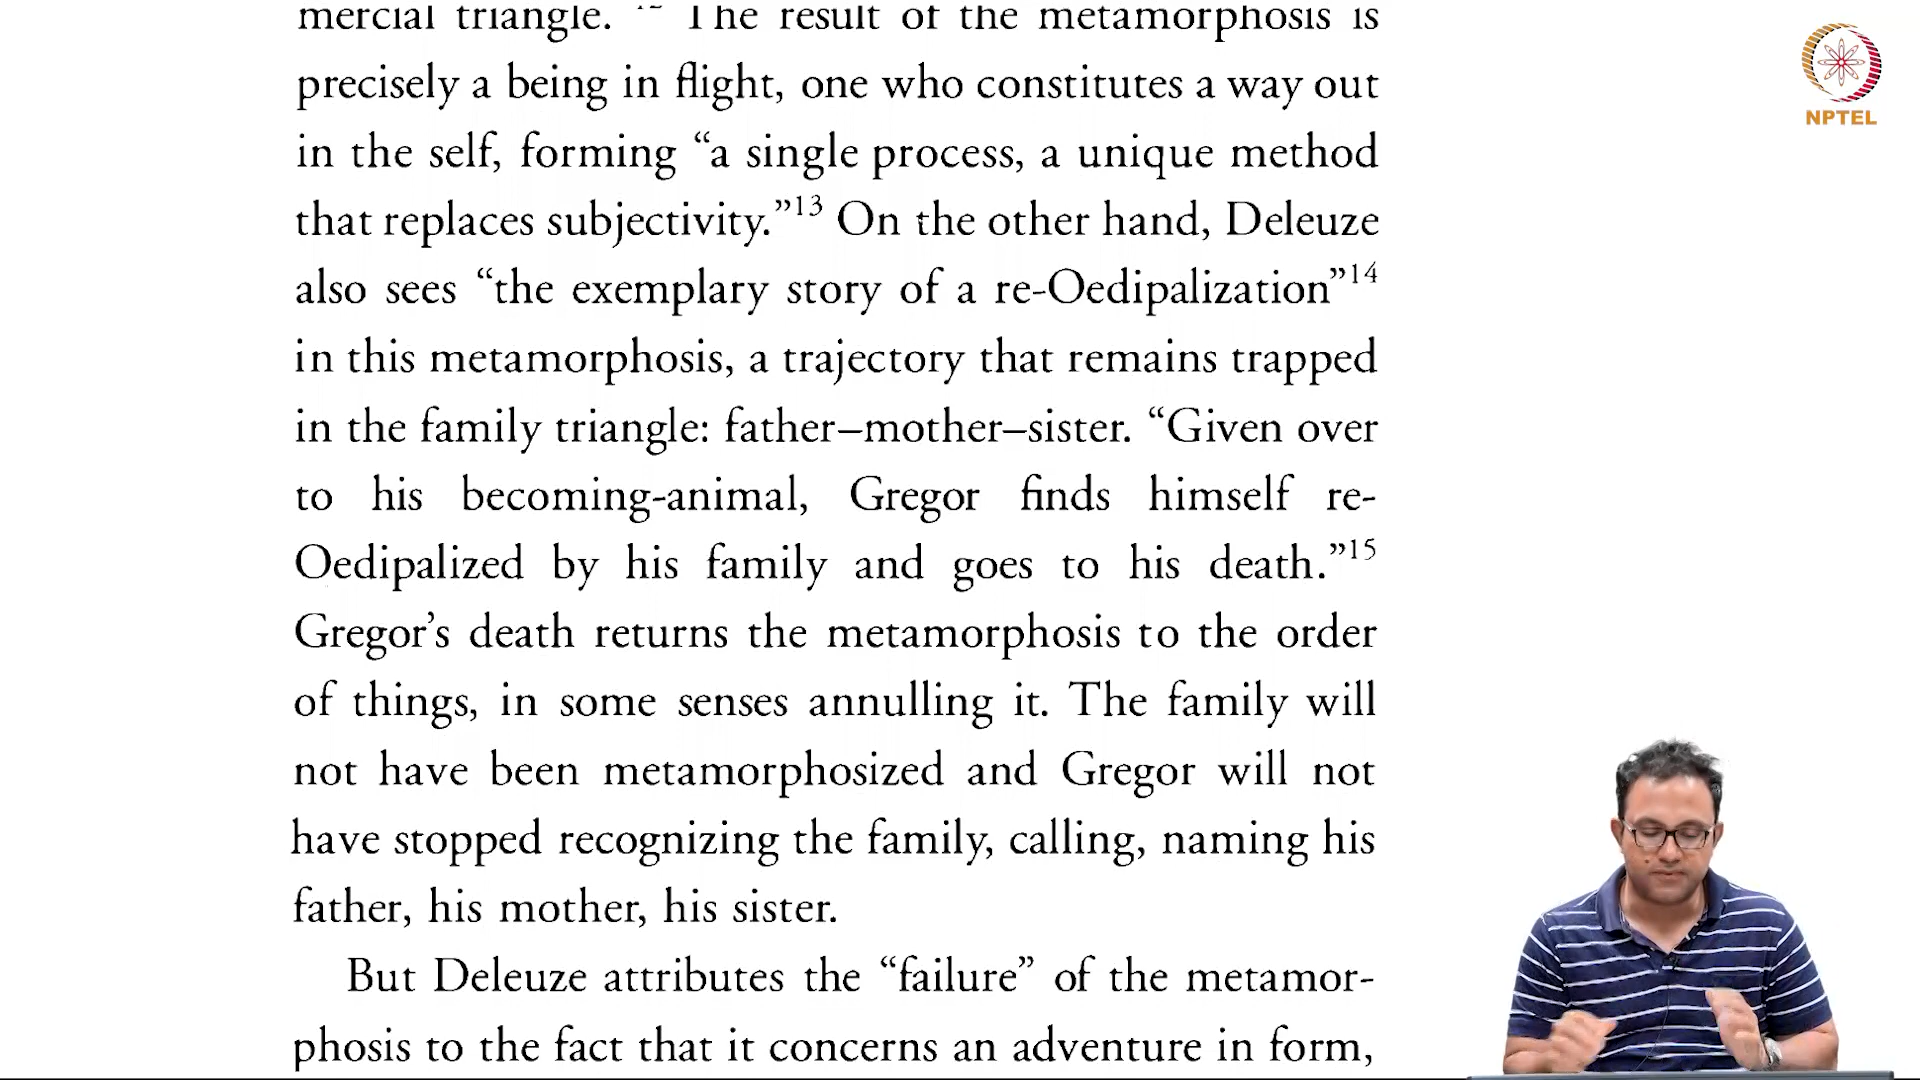 mercial triangle. ¹² The result of the metamorphosis is
precisely a being in flight, one who constitutes a way out
in the self, forming “a single process, a unique method
that replaces subjectivity.”¹³ On the other hand, Deleuze
also sees “the exemplary story of a re-Oedipalization”¹⁴
in this metamorphosis, a trajectory that remains trapped
in the family triangle: father–mother–sister. “Given over
to his becoming-animal, Gregor finds himself re-
Oedipalized by his family and goes to his death.”¹⁵
Gregor’s death returns the metamorphosis to the order
of things, in some senses annulling it. The family will
not have been metamorphosized and Gregor will not
have stopped recognizing the family, calling, naming his
father, his mother, his sister.
But Deleuze attributes the “failure” of the metamor-
phosis to the fact that it concerns an adventure in form,
NPTEL